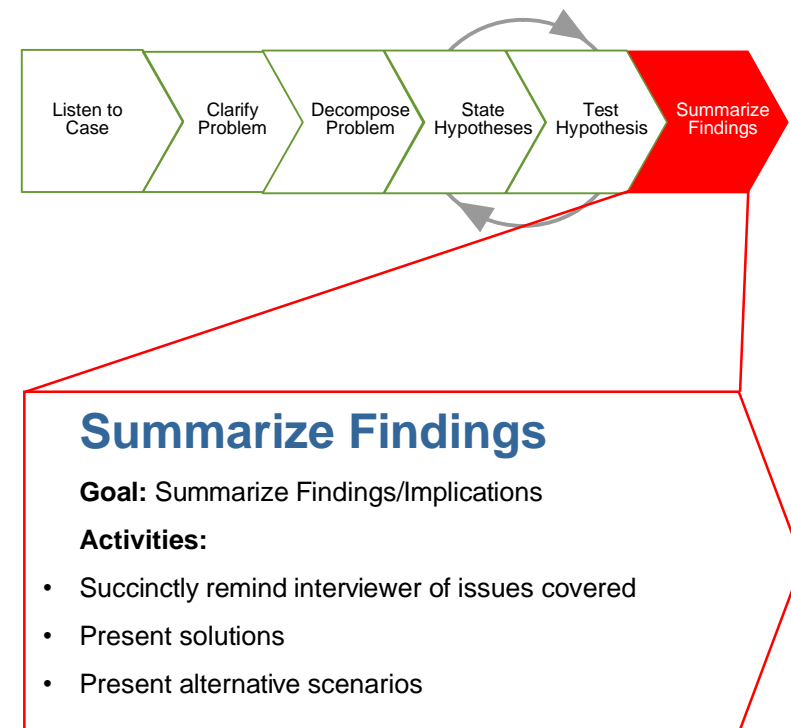 Listen to
Case
Clarify
Problem
Decompose
Problem
State
Hypotheses
Test
Hypothesis
Summarize
Findings
Summarize Findings
Goal: Summarize Findings/Implications
Activities:
• Succinctly remind interviewer of issues covered
• Present solutions
• Present alternative scenarios